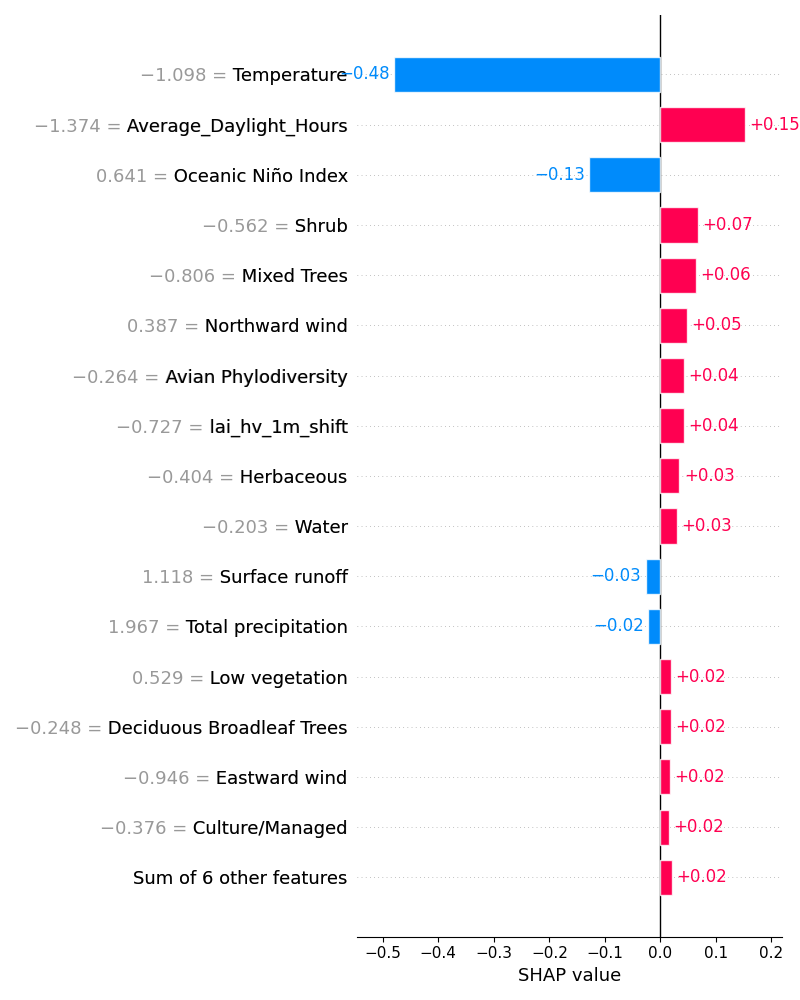 −1.098 = Temperature −0.48
−1.374 = Average_Daylight_Hours +0.15
0.641 = Oceanic Niño Index −0.13
−0.562 = Shrub +0.07
−0.806 = Mixed Trees +0.06
0.387 = Northward wind +0.05
−0.264 = Avian Phylodiversity +0.04
−0.727 = lai_hv_1m_shift +0.04
−0.404 = Herbaceous +0.03
−0.203 = Water +0.03
1.118 = Surface runoff −0.03
1.967 = Total precipitation −0.02
0.529 = Low vegetation +0.02
−0.248 = Deciduous Broadleaf Trees +0.02
−0.946 = Eastward wind +0.02
−0.376 = Culture/Managed +0.02
Sum of 6 other features +0.02
−0.5 −0.4 −0.3 −0.2 −0.1 0.0 0.1 0.2
SHAP value